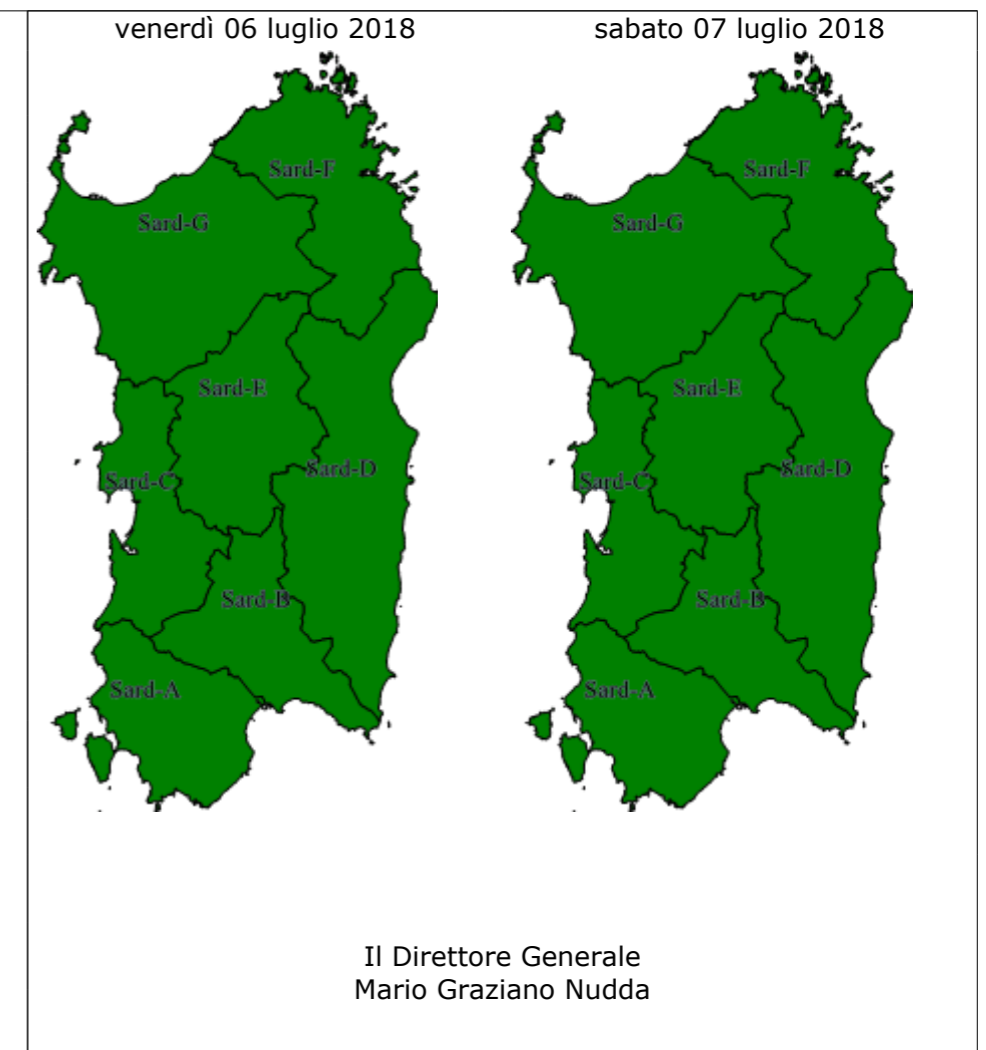 venerdì 06 luglio 2018
sabato 07 luglio 2018
Sard-F
Sard-G
Sard-E
Sard-D
Sard-C
Sard-B
Sard-A
Sard-F
Sard-G
Sard-E
Sard-D
Sard-C
Sard-B
Sard-A
Il Direttore Generale
Mario Graziano Nudda